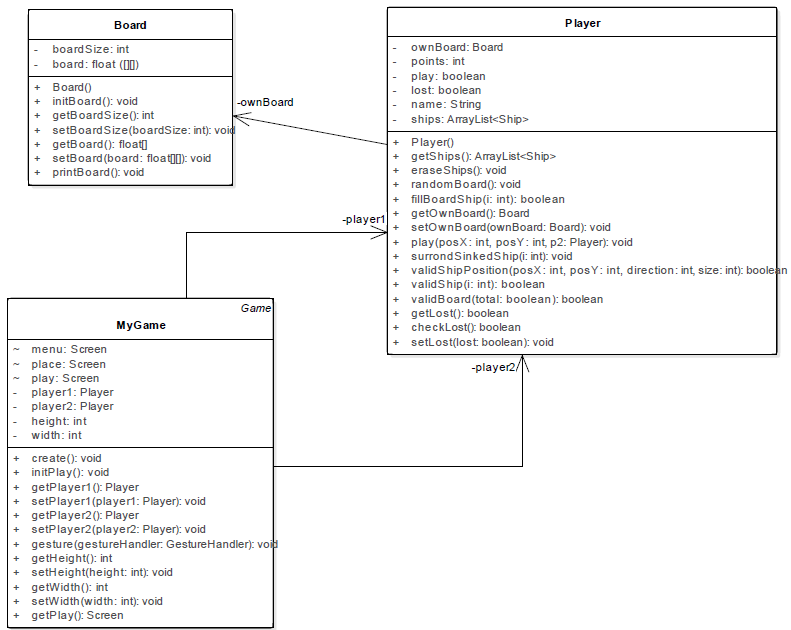 Board
- boardSize: int
- board: float ([][])
+ Board()
+ initBoard(): void
+ getBoardSize(): int
+ setBoardSize(boardSize: int): void
+ getBoard(): float[]
+ setBoard(board: float[][]): void
+ printBoard(): void
-ownBoard
Player
- ownBoard: Board
- points: int
- play: boolean
- lost: boolean
- name: String
- ships: ArrayList<Ship>
+ Player()
+ getShips(): ArrayList<Ship>
+ eraseShips(): void
+ randomBoard(): void
+ fillBoardShip(i: int): boolean
+ getOwnBoard(): Board
+ setOwnBoard(ownBoard: Board): void
+ play(posX: int, posY: int, p2: Player): void
+ surrondSinkedShip(i: int): void
+ validShipPosition(posX: int, posY: int, direction: int, size: int): boolean
+ validShip(i: int): boolean
+ validBoard(total: boolean): boolean
+ getLost(): boolean
+ checkLost(): boolean
+ setLost(lost: boolean): void
-player1
-player2
Game
MyGame
~ menu: Screen
~ place: Screen
~ play: Screen
- player1: Player
- player2: Player
- height: int
- width: int
+ create(): void
+ initPlay(): void
+ getPlayer1(): Player
+ setPlayer1(player1: Player): void
+ getPlayer2(): Player
+ setPlayer2(player2: Player): void
+ gesture(gestureHandler: GestureHandler): void
+ getHeight(): int
+ setHeight(height: int): void
+ getWidth(): int
+ setWidth(width: int): void
+ getPlay(): Screen